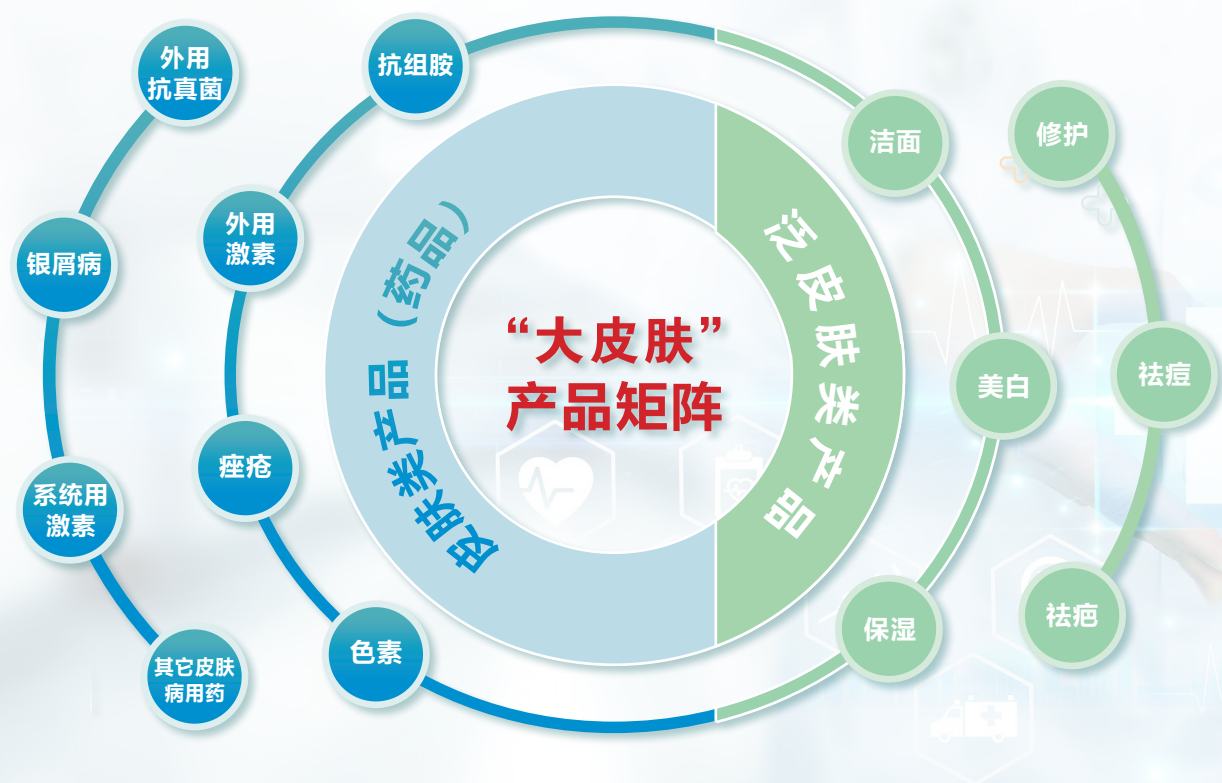 “大皮肤”
产品矩阵
皮肤类产品（药品）
泛皮肤类产品
抗组胺
外用
激素
痤疮
色素
外用
抗真菌
银屑病
系统用
激素
其它皮肤
病用药
洁面
美白
保湿
修护
祛痘
祛疤